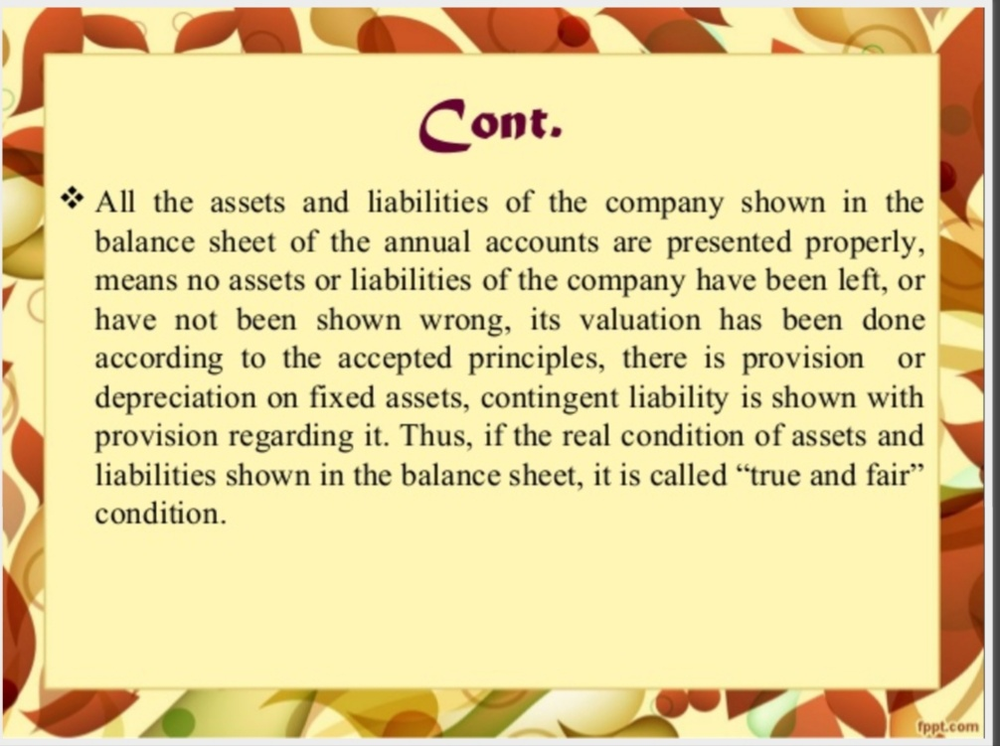 Cont.
❖ All the assets and liabilities of the company shown in the
balance sheet of the annual accounts are presented properly,
means no assets or liabilities of the company have been left, or
have not been shown wrong, its valuation has been done
according to the accepted principles, there is provision or
depreciation on fixed assets, contingent liability is shown with
provision regarding it. Thus, if the real condition of assets and
liabilities shown in the balance sheet, it is called “true and fair”
condition.
fppt.com